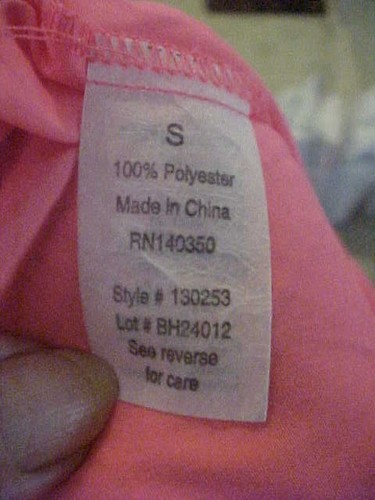 S
100% Polyester
Made in China
RN140350
Style # 130253
Lot # BH24012
See reverse
for care